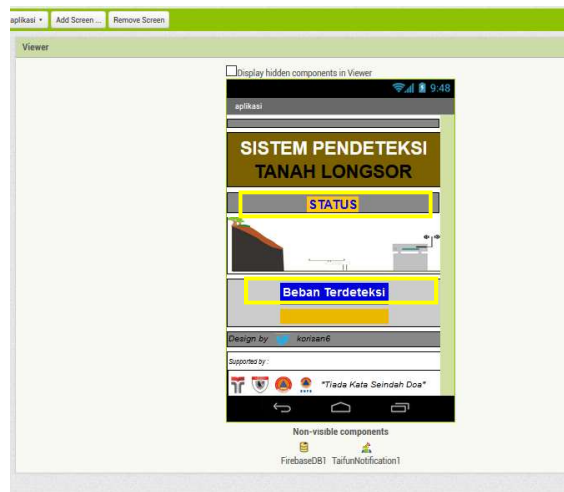 aplikasi
Add Screen ...
Remove Screen
Viewer
Display hidden components in Viewer
9:48
aplikasi
SISTEM PENDETEKSI
TANAH LONGSOR
STATUS
Beban Terdeteksi
Design by korisan6
Supported by :
"Tiada Kata Seindah Doa"
Non-visible components
FirebaseDB1 TaifunNotification1